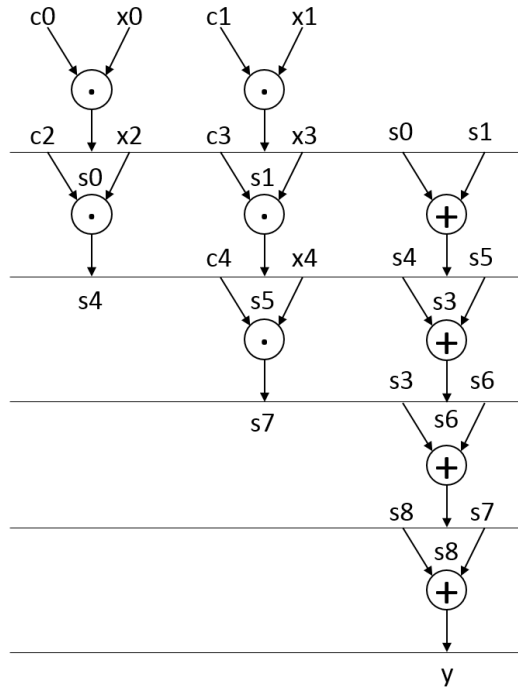 c0 x0 c1 x1
. .
c2 x2 c3 x3 s0 s1
s0 s1
. . +
c4 x4 s4 s5
s4 s5 s3
. +
s3 s6
s7 s6
+
s8 s7
s8
+
y